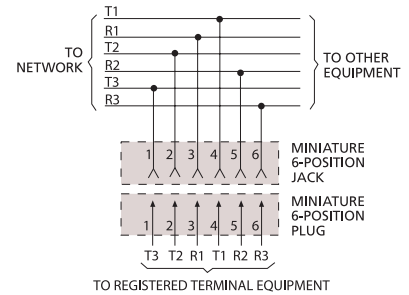 T1
R1
T2
R2
T3
R3
TO
NETWORK
TO OTHER
EQUIPMENT
1 2 3 4 5 6
MINIATURE
6-POSITION
JACK
1 2 3 4 5 6
MINIATURE
6-POSITION
PLUG
T3 T2 R1 T1 R2 R3
TO REGISTERED TERMINAL EQUIPMENT